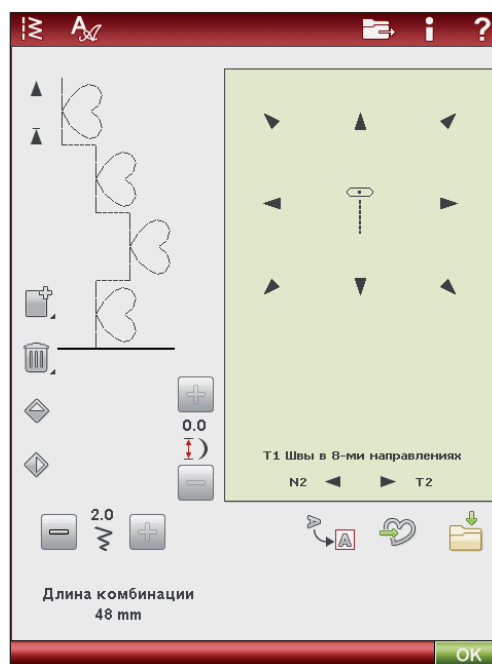 ?
0.0
T1 Швы в 8-ми направлениях
N2 T2
2.0
A
Длина комбинации
48 mm
OK